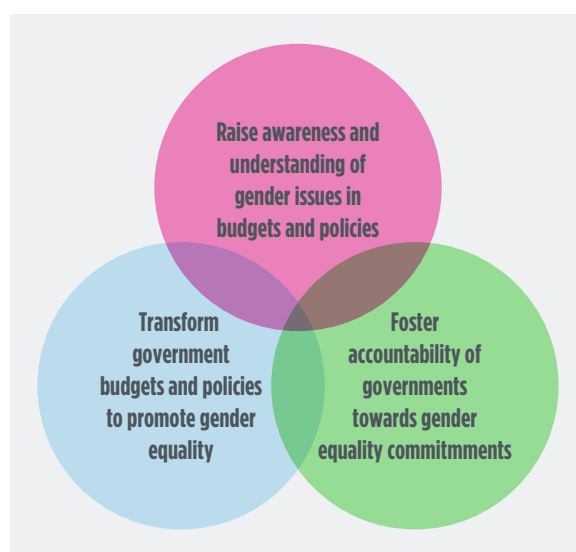 Raise awareness and
understanding of
gender issues in
budgets and policies
Transform
government
budgets and policies
to promote gender
equality
Foster
accountability of
governments
towards gender
equality commitmments